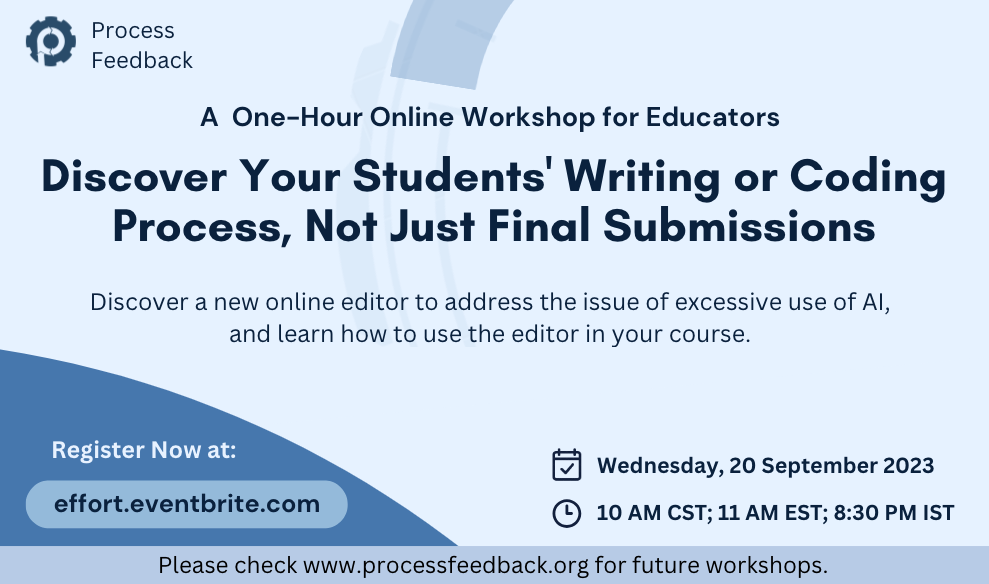 Process
Feedback
A One-Hour Online Workshop for Educators
Discover Your Students' Writing or Coding
Process, Not Just Final Submissions
Discover a new online editor to address the issue of excessive use of AI,
and learn how to use the editor in your course.
Register Now at:
effort.eventbrite.com
Wednesday, 20 September 2023
10 AM CST; 11 AM EST; 8:30 PM IST
Please check www.processfeedback.org for future workshops.